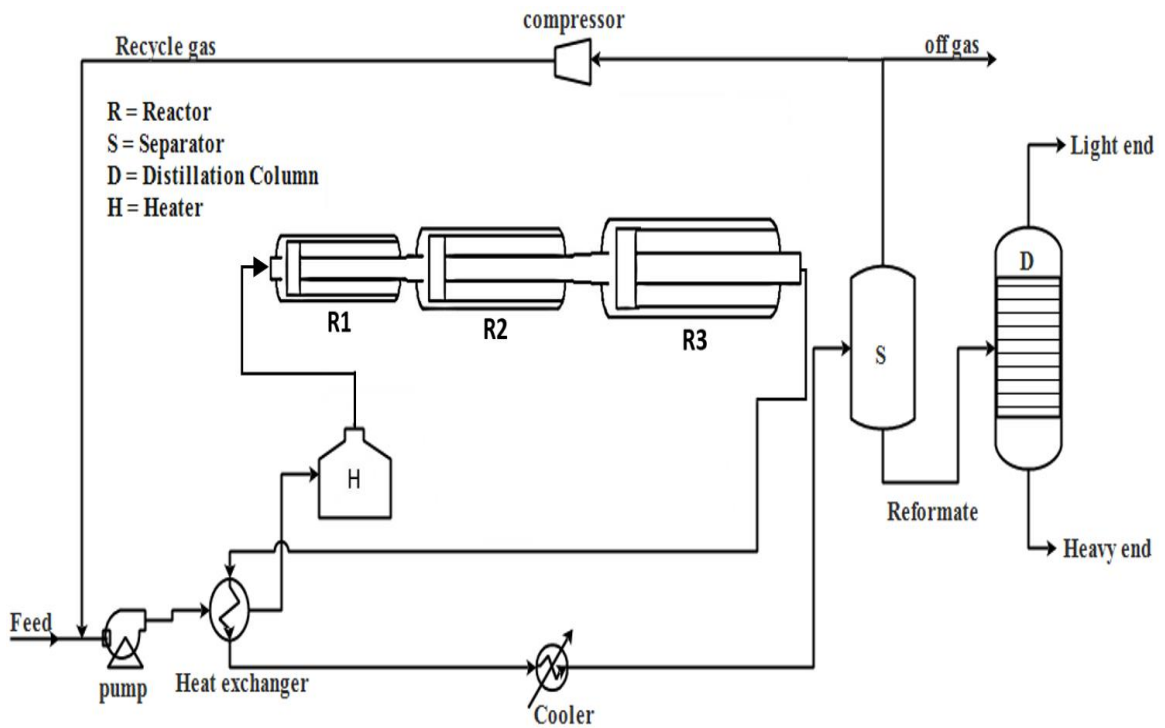 compressor
Recycle gas
off gas
R = Reactor
S = Separator
D = Distillation Column
H = Heater
Light end
D
R1
R2
R3
S
H
Reformate
Heavy end
Feed
pump
Heat exchanger
Cooler